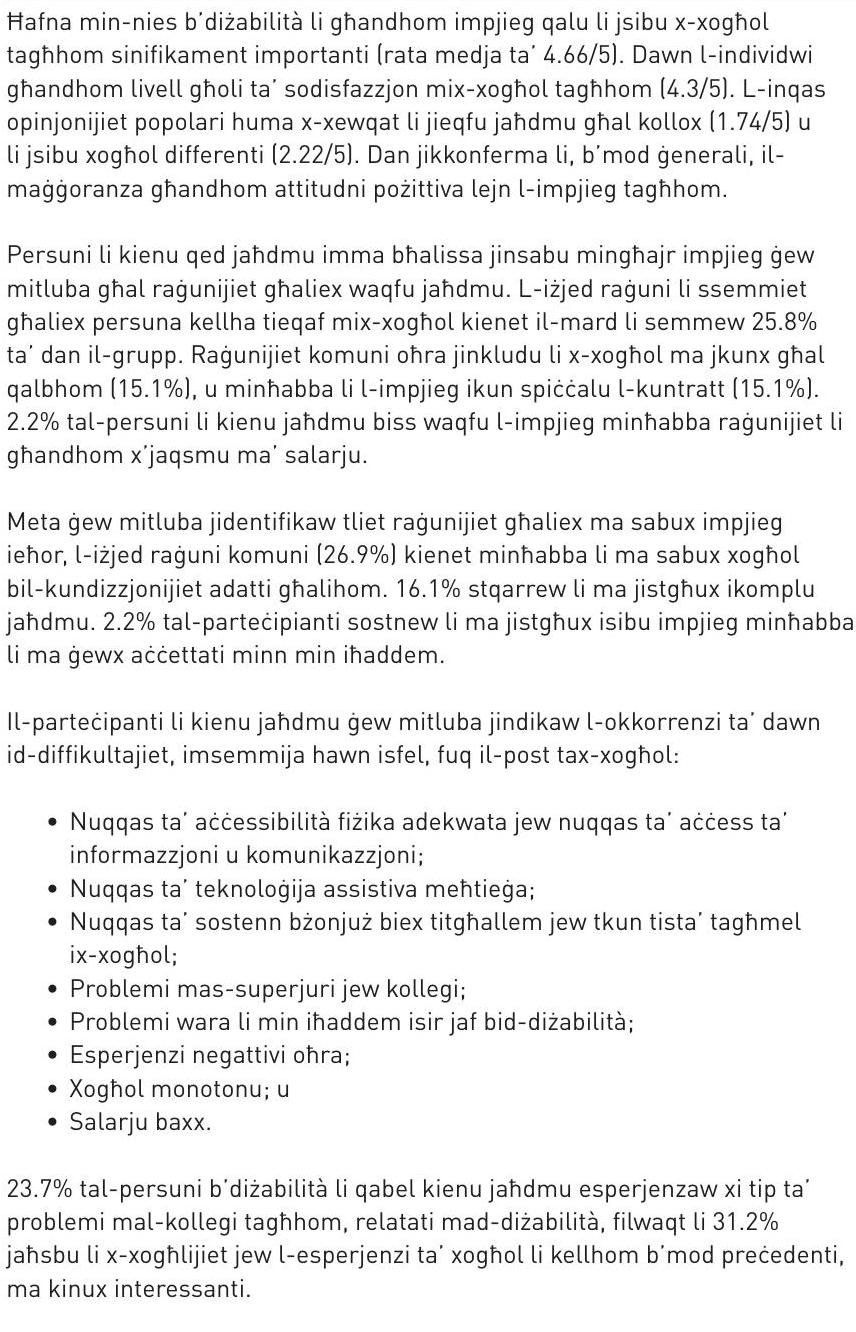 Ħafna min-nies b’diżabilità li għandhom impjieg qalu li jsibu x-xogħol
tagħhom sinifikament importanti (rata medja ta’ 4.66/5). Dawn l-individwi
għandhom livell għoli ta’ sodisfazzjon mix-xogħol tagħhom (4.3/5). L-inqas
opinjonijiet popolari huma x-xewqat li jieqfu jaħdmu għal kollox (1.74/5) u
li jsibu xogħol differenti (2.22/5). Dan jikkonferma li, b’mod ġenerali, il-
maġġoranza għandhom attitudni pożittiva lejn l-impjieg tagħhom.

Persuni li kienu qed jaħdmu imma bħalissa jinsabu mingħajr impjieg ġew
mitluba għal raġunijiet għaliex waqfu jaħdmu. L-iżjed raġuni li ssemmiet
għaliex persuna kellha tieqaf mix-xogħol kienet il-mard li semmew 25.8%
ta’ dan il-grupp. Raġunijiet komuni oħra jinkludu li x-xogħol ma jkunx għal
qalbhom (15.1%), u minħabba li l-impjieg ikun spiċċalu l-kuntratt (15.1%).
2.2% tal-persuni li kienu jaħdmu biss waqfu l-impjieg minħabba raġunijiet li
għandhom x’jaqsmu ma’ salarju.

Meta ġew mitluba jidentifikaw tliet raġunijiet għaliex ma sabux impjieg
ieħor, l-iżjed raġuni komuni (26.9%) kienet minħabba li ma sabux xogħol
bil-kundizzjonijiet adatti għalihom. 16.1% stqarrew li ma jistgħux ikomplu
jaħdmu. 2.2% tal-parteċipianti sostnew li ma jistgħux isibu impjieg minħabba
li ma ġewx aċċettati minn min iħaddem.

Il-parteċipanti li kienu jaħdmu ġew mitluba jindikaw l-okkorrenzi ta’ dawn
id-diffikultajiet, imsemmija hawn isfel, fuq il-post tax-xogħol:

• Nuqqas ta’ aċċessibilità fiżika adekwata jew nuqqas ta’ aċċess ta’
informazzjoni u komunikazzjoni;
• Nuqqas ta’ teknoloġija assistiva meħtieġa;
• Nuqqas ta’ sostenn bżonjuż biex titgħallem jew tkun tista’ tagħmel
ix-xogħol;
• Problemi mas-superjuri jew kollegi;
• Problemi wara li min iħaddem isir jaf bid-diżabilità;
• Esperjenzi negattivi oħra;
• Xogħol monotonu; u
• Salarju baxx.

23.7% tal-persuni b’diżabilità li qabel kienu jaħdmu esperjenzaw xi tip ta’
problemi mal-kollegi tagħhom, relatati mad-diżabilità, filwaqt li 31.2%
jaħsbu li x-xogħlijiet jew l-esperjenzi ta’ xogħol li kellhom b’mod preċedenti,
ma kinux interessanti.